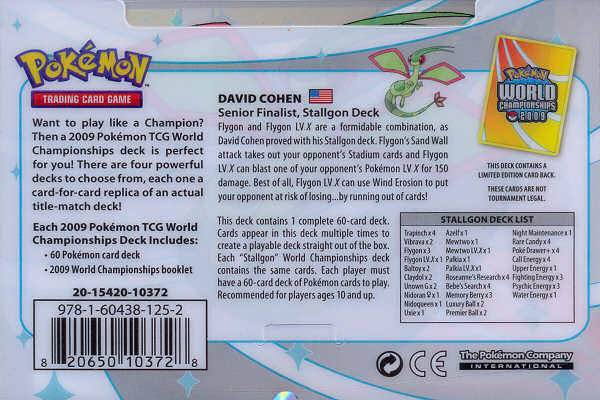 POKéMON
TRADING CARD GAME
Want to play like a Champion?
Then a 2009 Pokémon TCG World
Championships deck is perfect
for you! There are four powerful
decks to choose from, each one a
card-for-card replica of an actual
title-match deck!
Each 2009 Pokémon TCG World
Championships Deck Includes:
• 60 Pokémon card deck
• 2009 World Championships booklet
20-15420-10372
978-1-60438-125-2
8 20650 10372 8
DAVID COHEN
Senior Finalist, Stallgon Deck
Flygon and Flygon LV.X are a formidable combination, as
David Cohen proved with his Stallgon deck. Flygon's Sand Wall
attack takes out your opponent's Stadium cards and Flygon
LV.X can blast one of your opponent's Pokémon LV.X for 150
damage. Best of all, Flygon LV.X can use Wind Erosion to put
your opponent at risk of losing...by running out of cards!
This deck contains 1 complete 60-card deck.
Cards appear in this deck multiple times to
create a playable deck straight out of the box.
Each "Stallgon" World Championships deck
contains the same cards. Each player must
have a 60-card deck of Pokémon cards to play.
Recommended for players ages 10 and up.
POKéMON
WORLD
CHAMPIONSHIPS
2009
THIS DECK CONTAINS A
LIMITED EDITION CARD BACK.
THESE CARDS ARE NOT
TOURNAMENT LEGAL.
STALLGON DECK LIST
Trapinch x 4
Vibrava x 2
Flygon x 3
Flygon LV.X x 1
Baltoy x 2
Claydol x 2
Unown G x 2
Nidoran ♀ x 1
Nidoqueen x 1
Uxie x 1
Azelf x 1
Mewtwo x 1
Mewtwo LV.X x 1
Palkia x 1
Palkia LV.X x 1
Roseanne's Research x 4
Bebe's Search x 4
Memory Berry x 3
Luxury Ball x 2
Premier Ball x 2
Night Maintenance x 1
Rare Candy x 4
Poké Drawer+ x 4
Call Energy x 4
Upper Energy x 1
Fighting Energy x 3
Psychic Energy x 3
Water Energy x 1
CE
The Pokémon Company
INTERNATIONAL